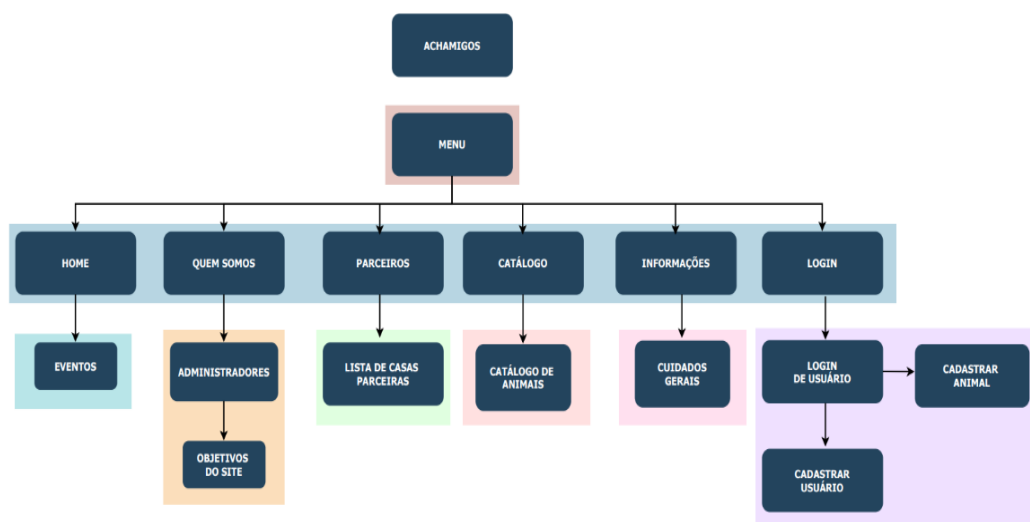 ACHAMIGOS
MENU
HOME
QUEM SOMOS
PARCEIROS
CATÁLOGO
INFORMAÇÕES
LOGIN
EVENTOS
ADMINISTRADORES
LISTA DE CASAS
PARCEIRAS
CATÁLOGO DE
ANIMAIS
CUIDADOS
GERAIS
LOGIN
DE USUÁRIO
CADASTRAR
ANIMAL
OBJETIVOS
DO SITE
CADASTRAR
USUÁRIO